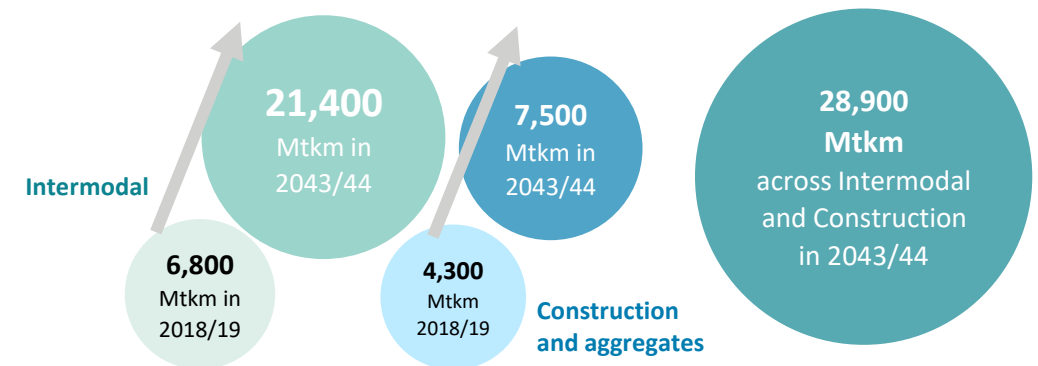 21,400
Mtkm in
2043/44
Intermodal
6,800
Mtkm in
2018/19
7,500
Mtkm in
2043/44
4,300
Mtkm
2018/19
Construction
and aggregates
28,900
Mtkm
across Intermodal
and Construction
in 2043/44